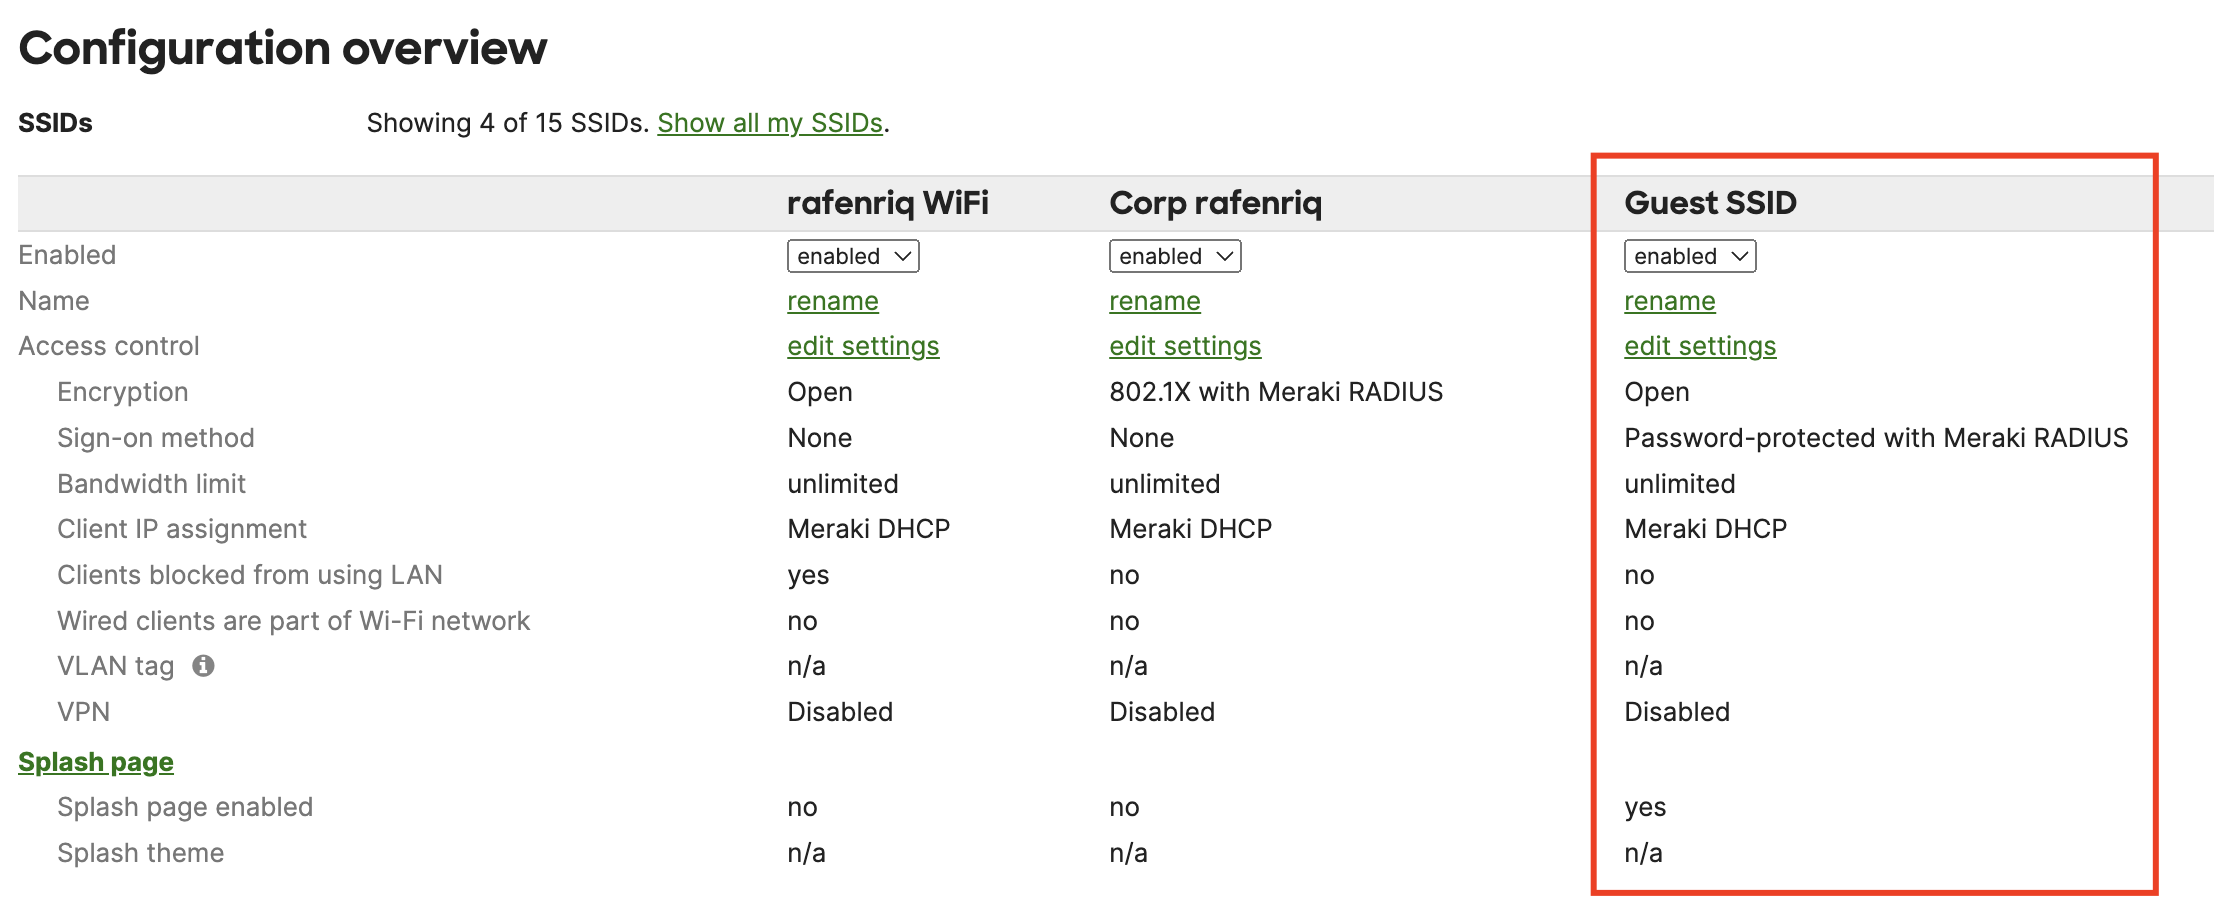 Configuration overview
SSIDs Showing 4 of 15 SSIDs. Show all my SSIDs.
rafenriq WiFi Corp rafenriq Guest SSID
Enabled enabled enabled enabled
Name rename rename rename
Access control edit settings edit settings edit settings
Encryption Open 802.1X with Meraki RADIUS Open
Sign-on method None None Password-protected with Meraki RADIUS
Bandwidth limit unlimited unlimited unlimited
Client IP assignment Meraki DHCP Meraki DHCP Meraki DHCP
Clients blocked from using LAN yes no no
Wired clients are part of Wi-Fi network no no no
VLAN tag n/a n/a n/a
VPN Disabled Disabled Disabled
Splash page
Splash page enabled no no yes
Splash theme n/a n/a n/a